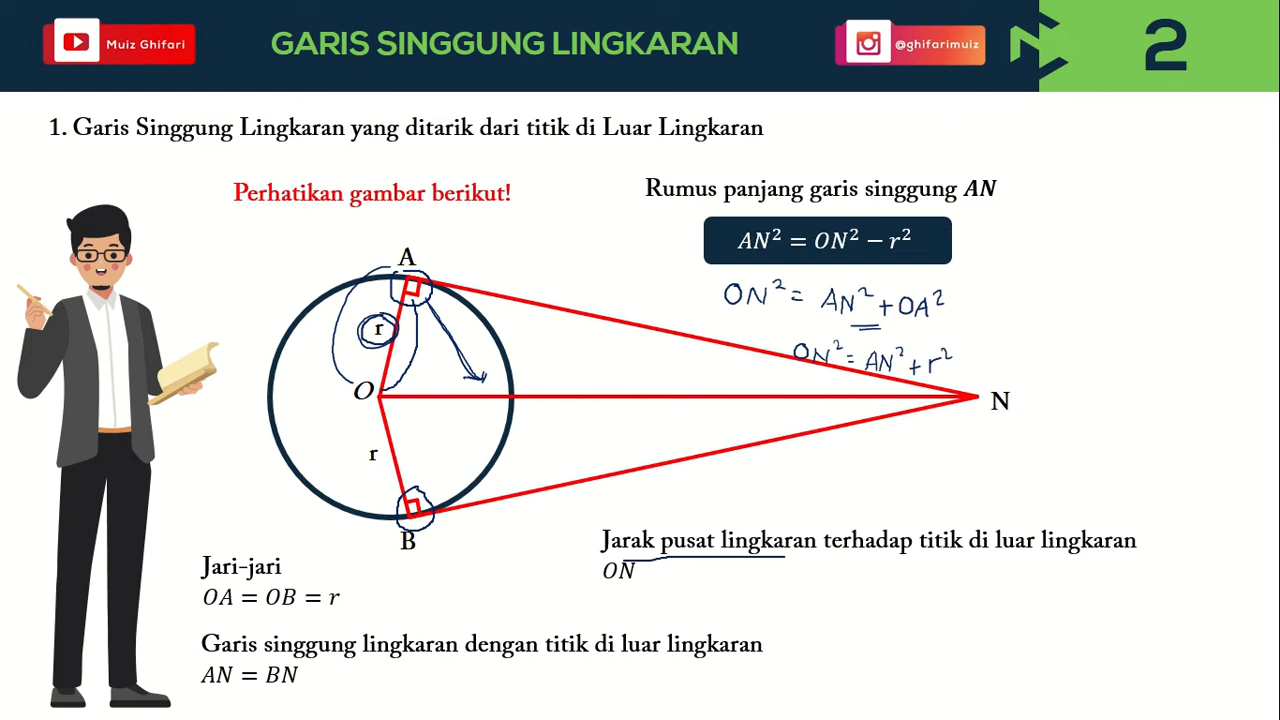 Muiz Ghifari
GARIS SINGGUNG LINGKARAN
@ghifarimuiz
2
1. Garis Singgung Lingkaran yang ditarik dari titik di Luar Lingkaran
Perhatikan gambar berikut!
Rumus panjang garis singgung AN
AN² = ON² − r²
ON² = AN² + OA²
ON² = AN² + r²
A
r
O
N
r
B
Jari-jari
OA = OB = r
Garis singgung lingkaran dengan titik di luar lingkaran
AN = BN
Jarak pusat lingkaran terhadap titik di luar lingkaran
ON